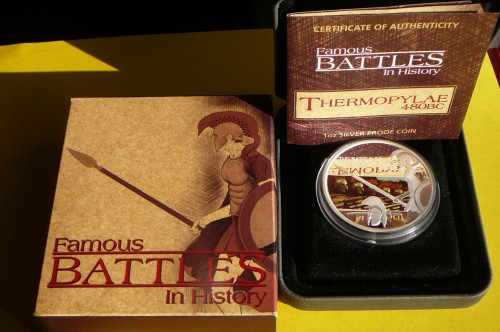 CERTIFICATE OF AUTHENTICITY
Famous
BATTLES
In History
THERMOPYLAE
480BC
1oz SILVER PROOF COIN
Famous
BATTLES
In History